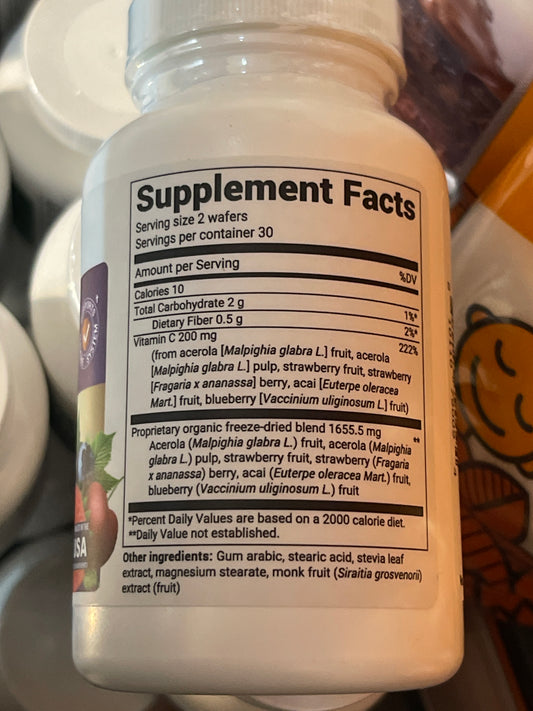 Supplement Facts
Serving size 2 wafers
Servings per container 30
Amount per Serving %DV
Calories 10
Total Carbohydrate 2 g 1%*
Dietary Fiber 0.5 g 2%*
Vitamin C 200 mg 222%
(from acerola [Malpighia glabra L.] fruit, acerola
[Malpighia glabra L.] pulp, strawberry fruit, strawberry
[Fragaria x ananassa] berry, acai [Euterpe oleracea
Mart.] fruit, blueberry [Vaccinium uliginosum L.] fruit)
Proprietary organic freeze-dried blend 1655.5 mg **
Acerola (Malpighia glabra L.) fruit, acerola (Malpighia
glabra L.) pulp, strawberry fruit, strawberry (Fragaria
x ananassa) berry, acai (Euterpe oleracea Mart.) fruit,
blueberry (Vaccinium uliginosum L.) fruit
*Percent Daily Values are based on a 2000 calorie diet.
**Daily Value not established.
Other ingredients: Gum arabic, stearic acid, stevia leaf
extract, magnesium stearate, monk fruit (Siraitia grosvenorii)
extract (fruit)
SYSTEM
USA